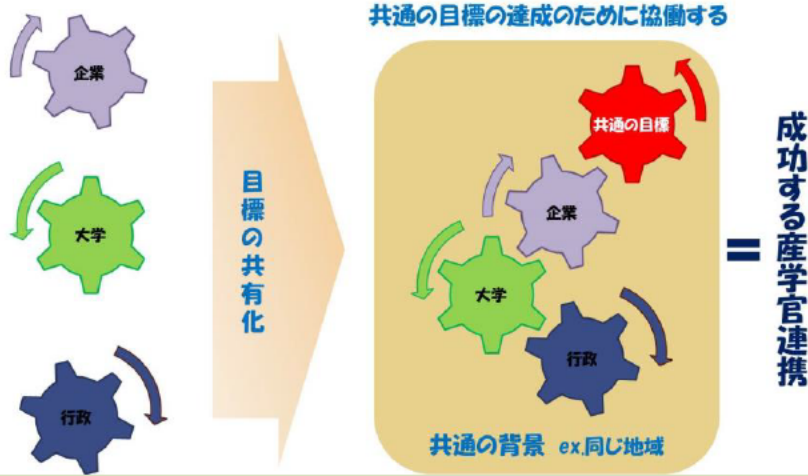 企業
大学
行政
目標の共有化
共通の目標の達成のために協働する
共通の目標
企業
大学
行政
共通の背景 ex.同じ地域
=
成功する産学官連携